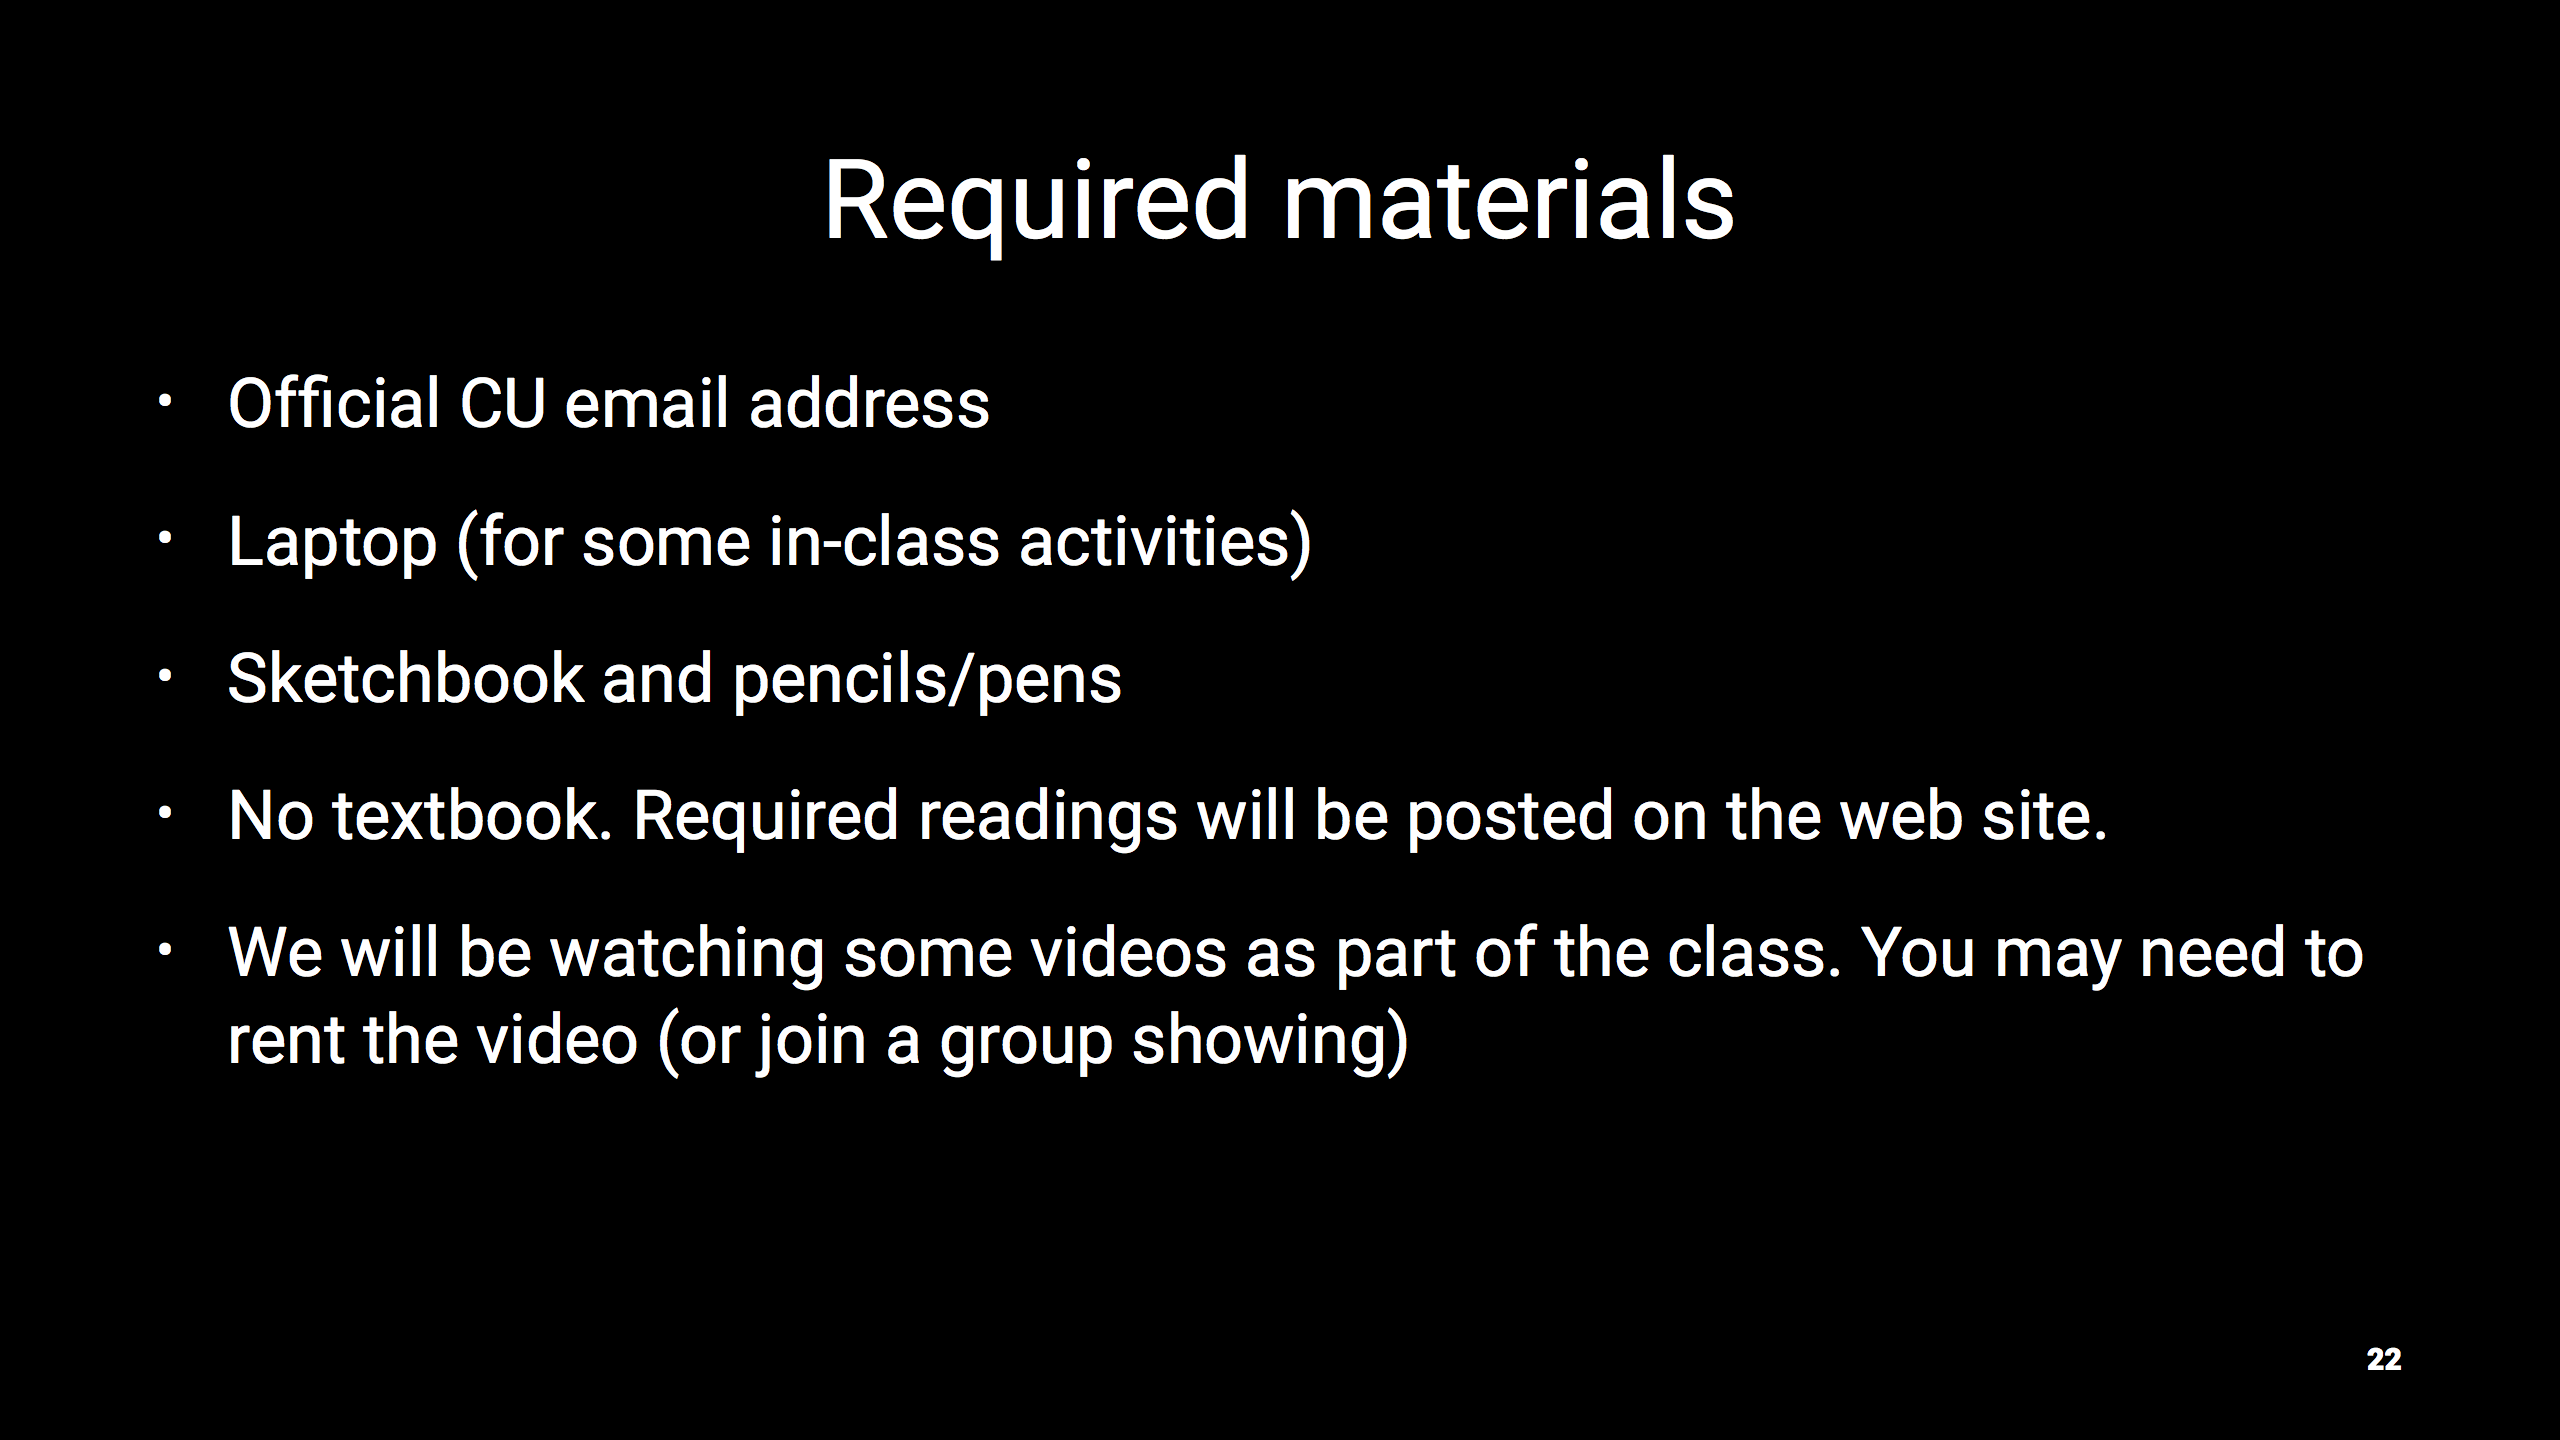 Required materials
• Official CU email address
• Laptop (for some in-class activities)
• Sketchbook and pencils/pens
• No textbook. Required readings will be posted on the web site.
• We will be watching some videos as part of the class. You may need to
rent the video (or join a group showing)
22